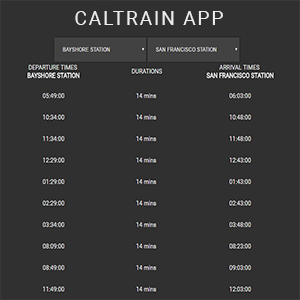 CALTRAIN APP
BAYSHORE STATION SAN FRANCISCO STATION
DEPARTURE TIMES DURATIONS ARRIVAL TIMES
BAYSHORE STATION SAN FRANCISCO STATION
05:49:00 14 mins 06:03:00
10:34:00 14 mins 10:48:00
11:34:00 14 mins 11:48:00
12:29:00 14 mins 12:43:00
01:29:00 14 mins 01:43:00
02:29:00 14 mins 02:43:00
03:34:00 14 mins 03:48:00
08:09:00 14 mins 08:23:00
08:49:00 14 mins 09:03:00
11:49:00 14 mins 12:03:00